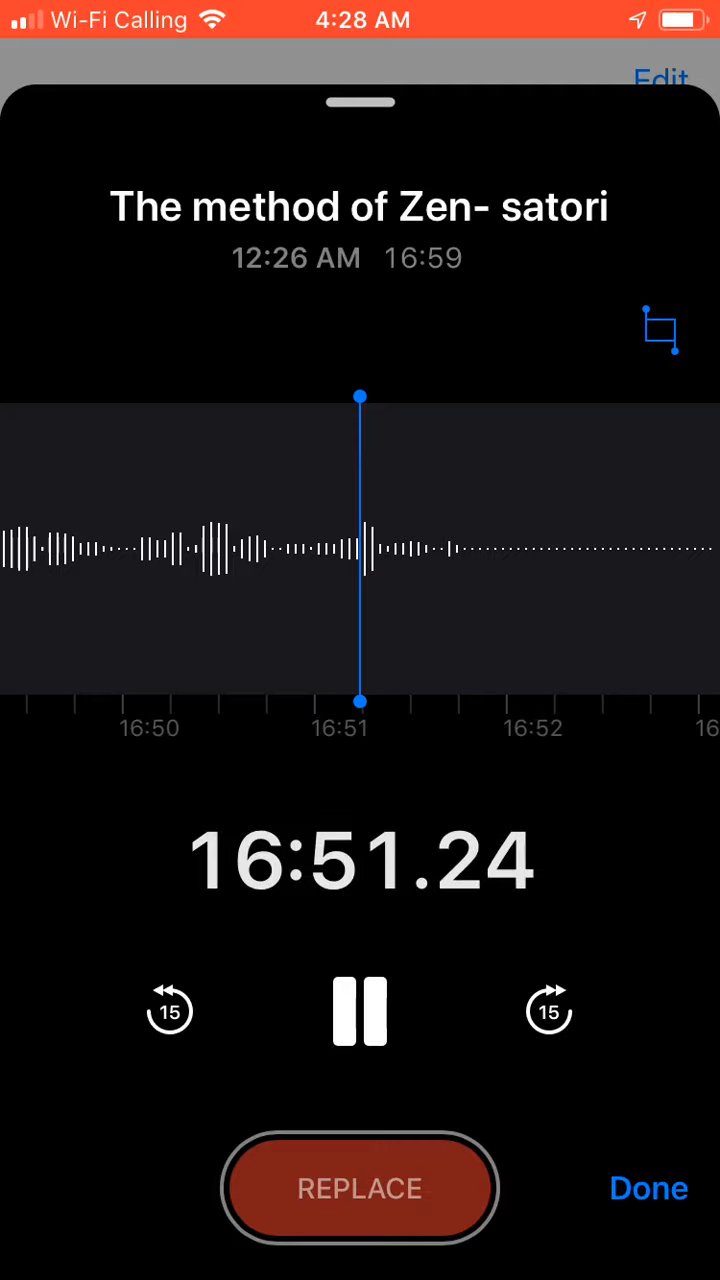 Wi-Fi Calling 4:28 AM
Edit
The method of Zen- satori
12:26 AM 16:59
16:50 16:51 16:52 16
16:51.24
15 15
REPLACE
Done